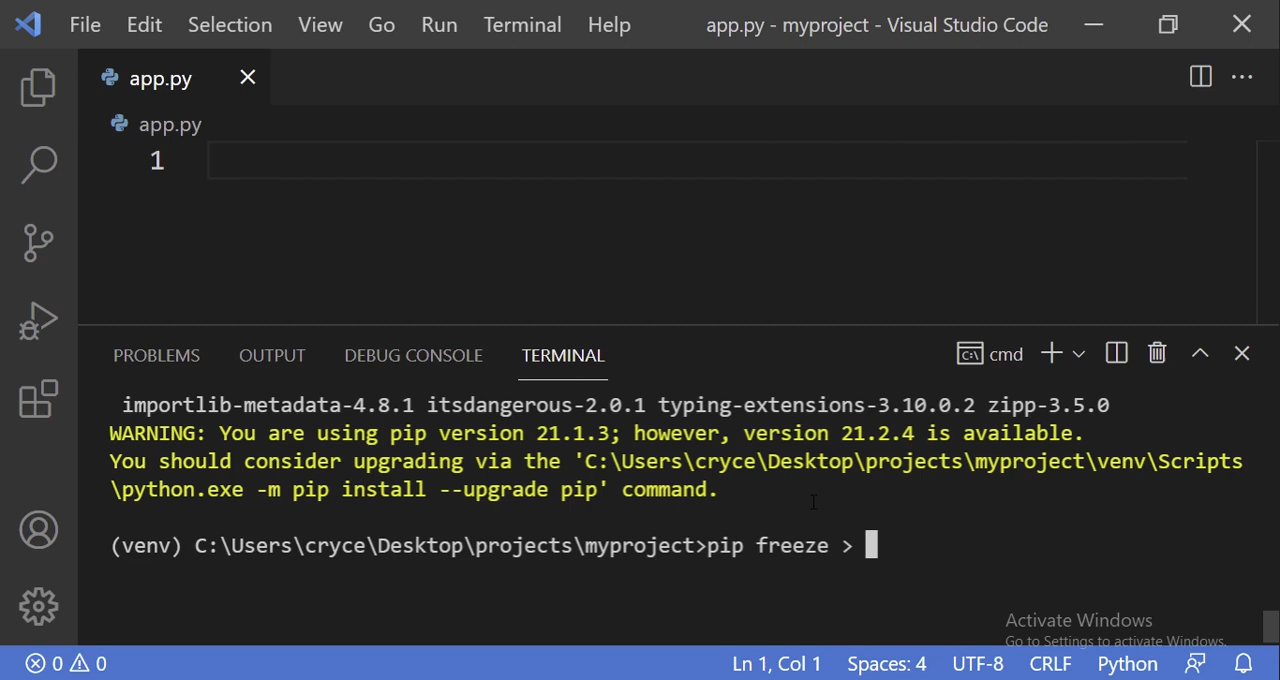 File Edit Selection View Go Run Terminal Help app.py - myproject - Visual Studio Code
app.py
app.py
1
PROBLEMS OUTPUT DEBUG CONSOLE TERMINAL cmd
importlib-metadata-4.8.1 itsdangerous-2.0.1 typing-extensions-3.10.0.2 zipp-3.5.0
WARNING: You are using pip version 21.1.3; however, version 21.2.4 is available.
You should consider upgrading via the 'C:\Users\cryce\Desktop\projects\myproject\venv\Scripts
\python.exe -m pip install --upgrade pip' command.
(venv) C:\Users\cryce\Desktop\projects\myproject>pip freeze >
Activate Windows
Go to Settings to activate Windows.
0 0 Ln 1, Col 1 Spaces: 4 UTF-8 CRLF Python